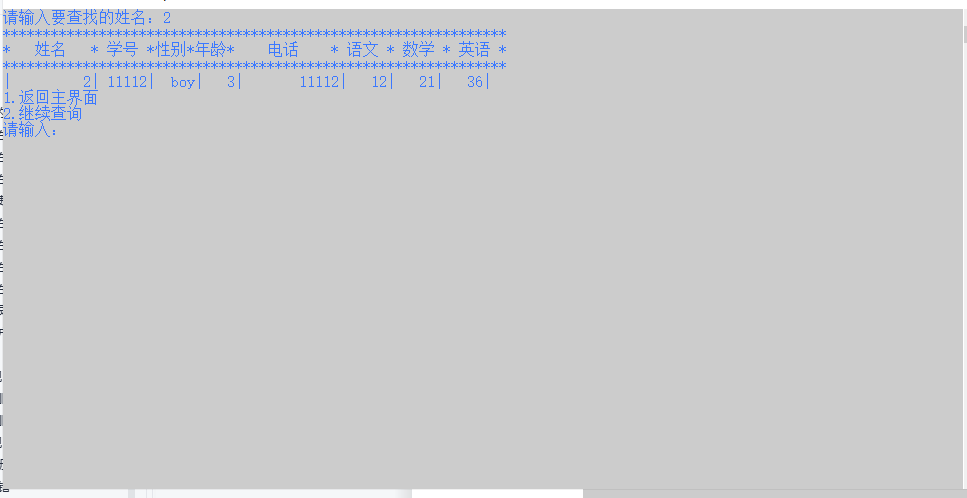 请输入要查找的姓名：2
***************************************************************
*   姓名   * 学号 *性别*年龄*    电话    * 语文 * 数学 * 英语 *
***************************************************************
|         2| 11112|  boy|   3|       11112|   12|   21|    36|
1.返回主界面
2.继续查询
请输入：